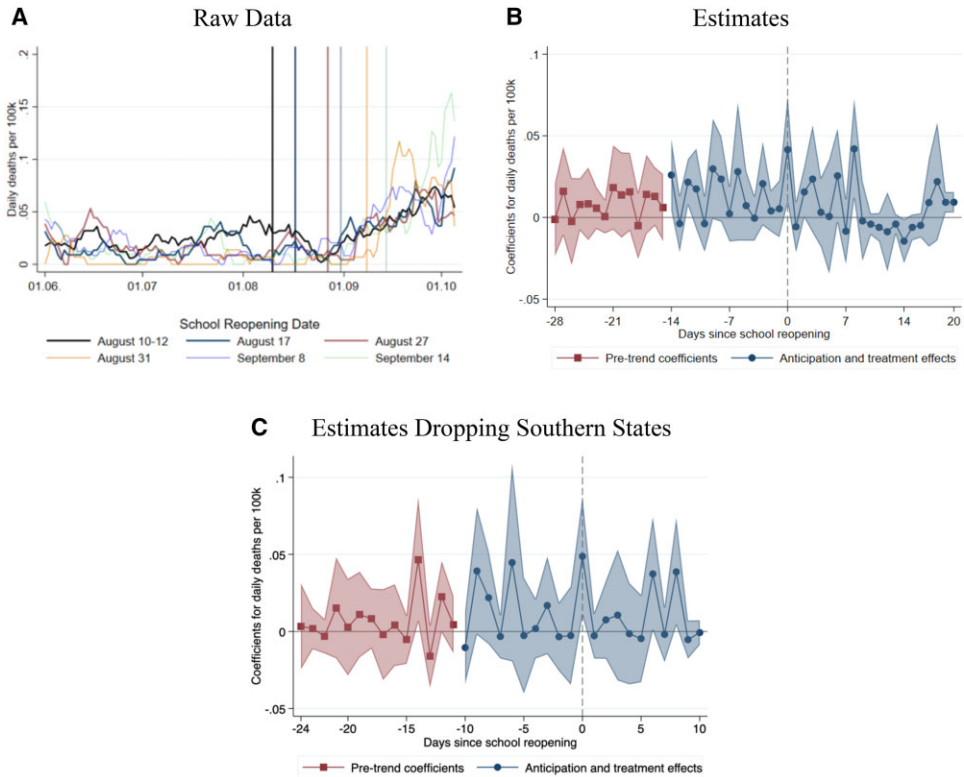 A
Raw Data
Daily deaths per 100k
.2
.15
.1
.05
0
01.06
01.07
01.08
01.09
01.10
School Reopening Date
August 10-12
August 17
August 27
August 31
September 8
September 14
B
Estimates
Coefficients for daily deaths per 100k
.1
.05
0
-.05
-28
-21
-14
-7
0
7
14
20
Days since school reopening
Pre-trend coefficients
Anticipation and treatment effects
C
Estimates Dropping Southern States
Coefficients for daily deaths per 100k
.1
.05
0
-.05
-24
-20
-15
-10
-5
0
5
10
Days since school reopening
Pre-trend coefficients
Anticipation and treatment effects